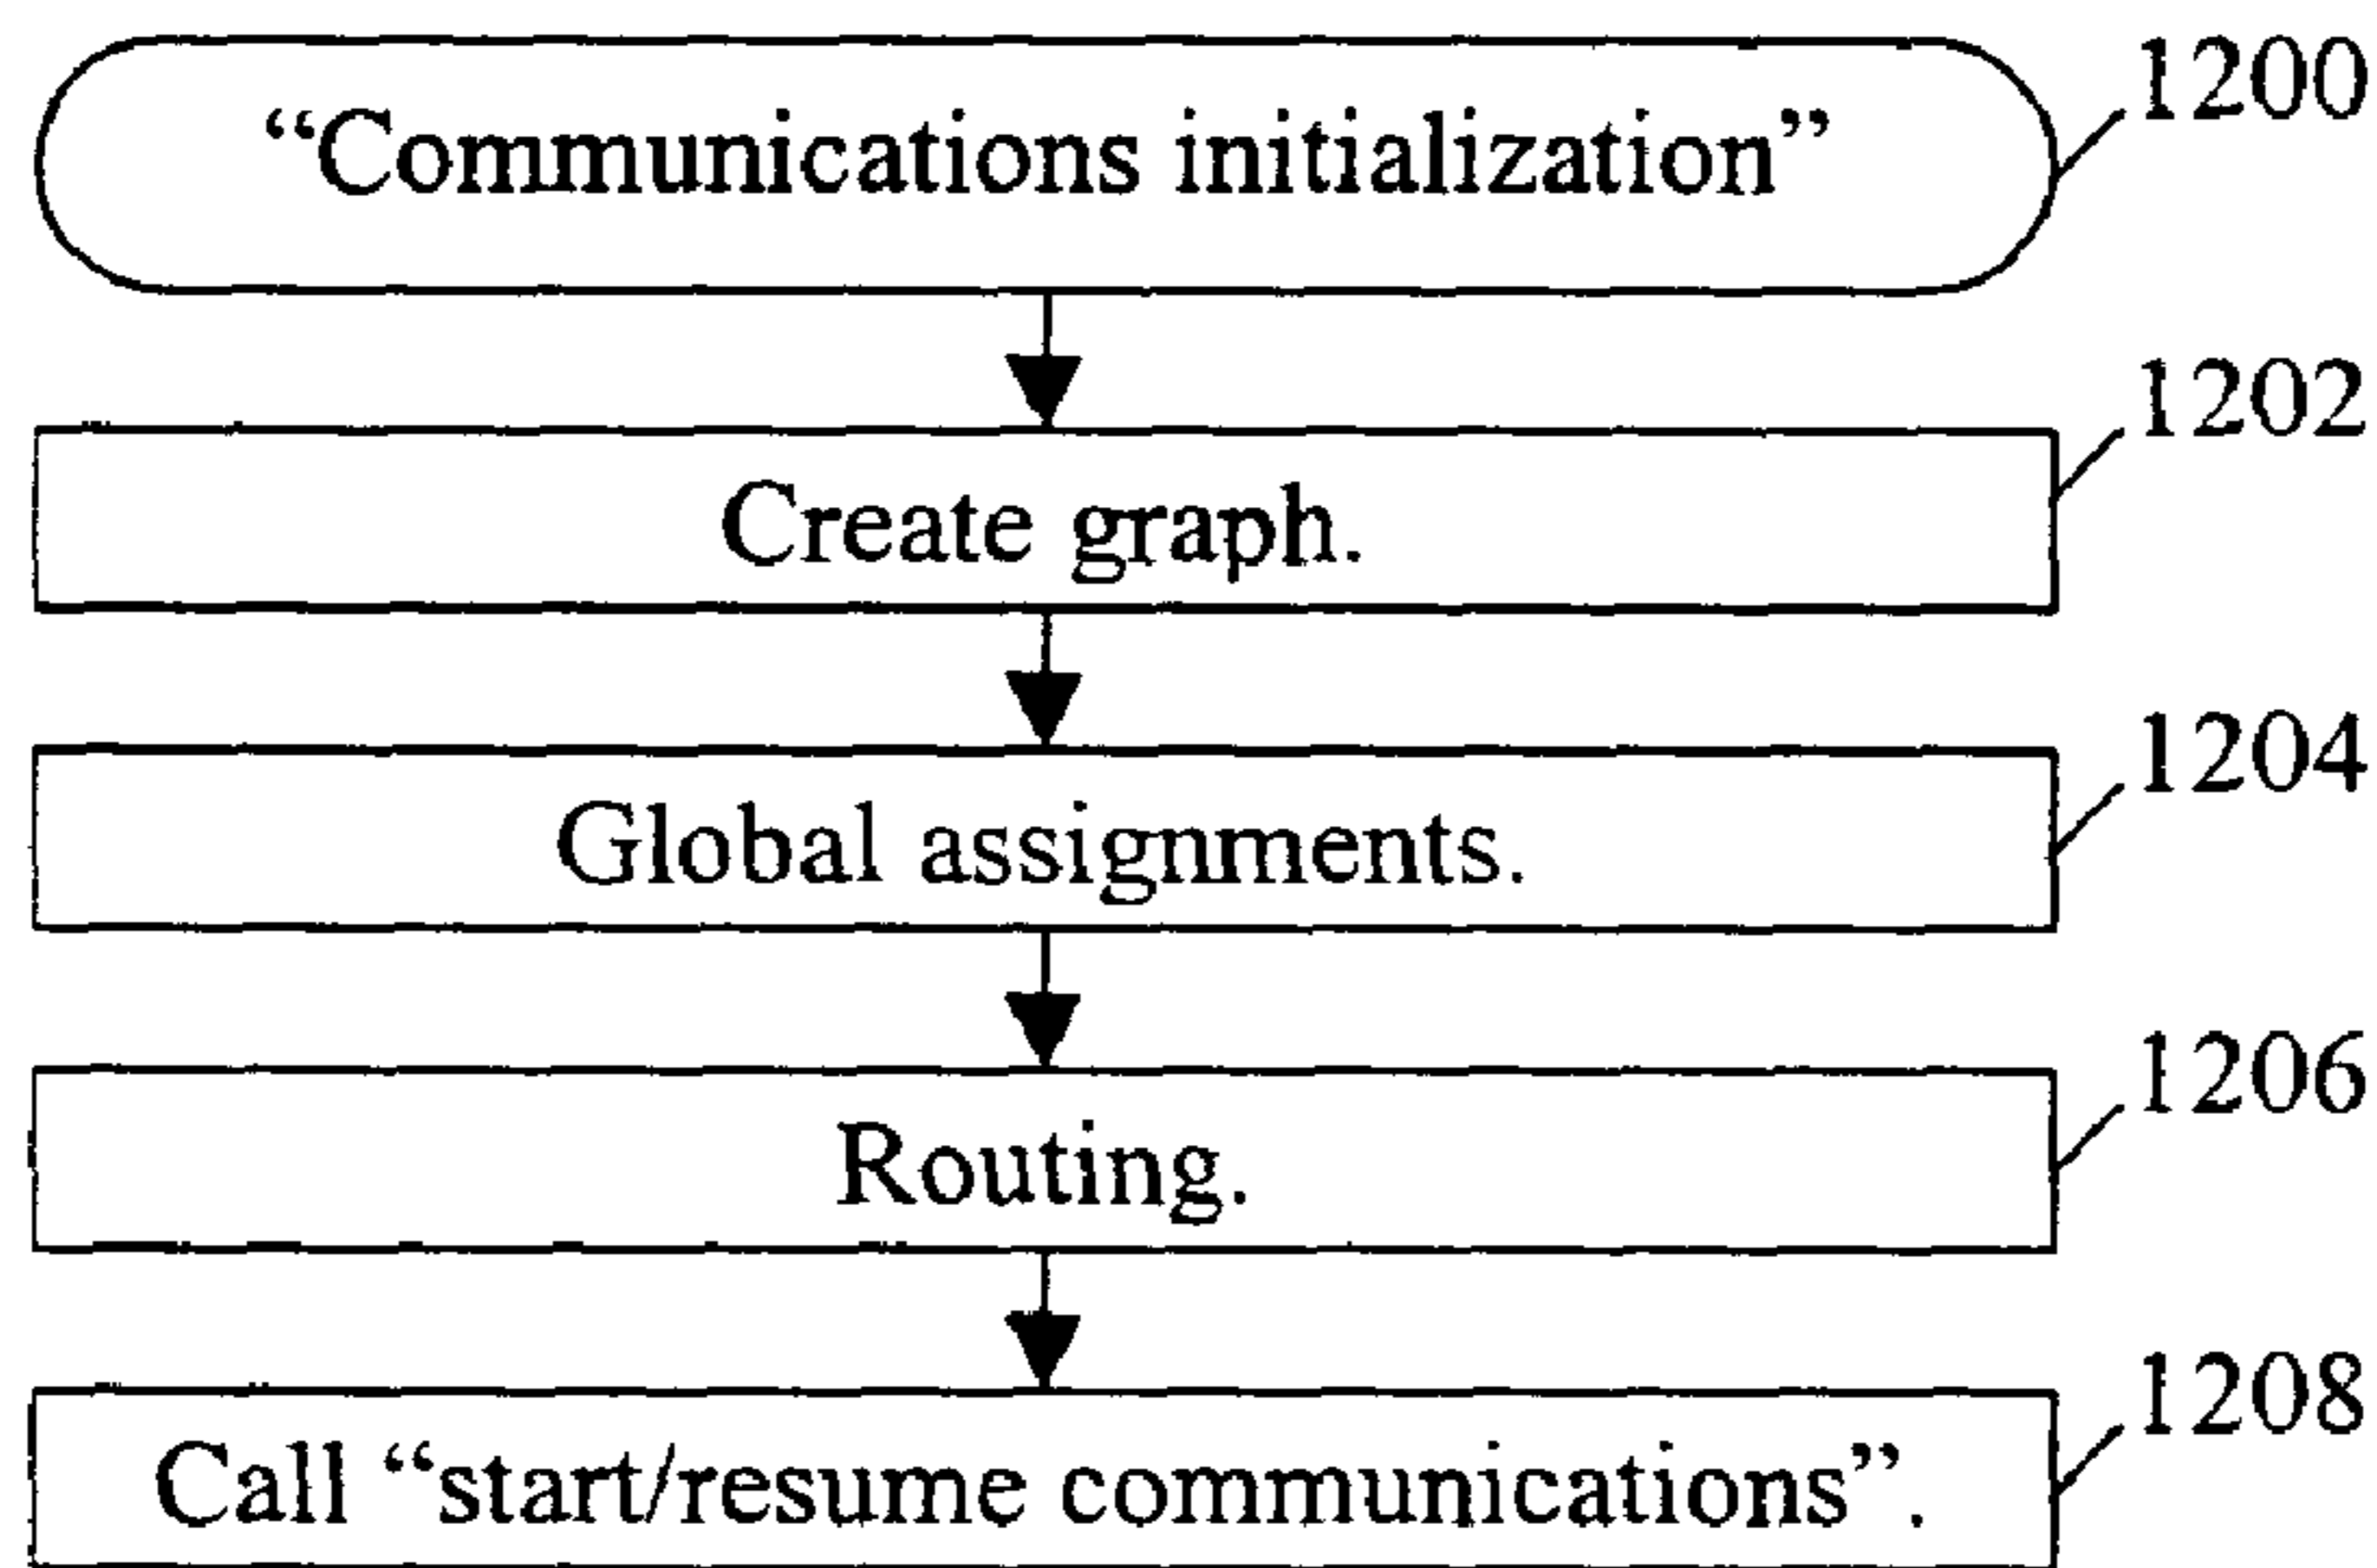 1200
“Communications initialization”
1202
Create graph.
1204
Global assignments.
1206
Routing.
1208
Call “start/resume communications”.